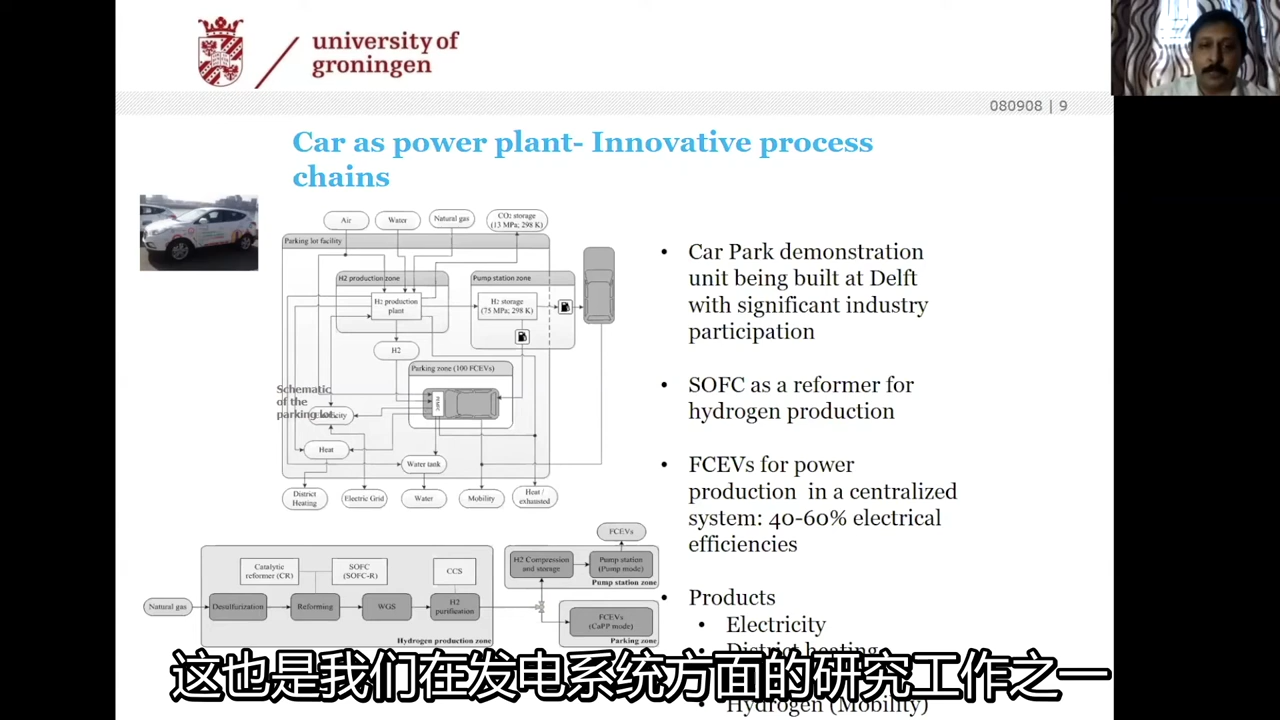 university of
groningen
080908 | 9
Car as power plant- Innovative process
chains
Air
Water
Natural gas
CO₂ storage
(13 MPa; 298 K)
Parking lot facility
H2 production zone
Pump station zone
H₂ production
plant
H₂ storage
(75 MPa; 298 K)
H2
Parking zone (100 FCEVs)
Schematic
of the
parking lot
Heat
Water tank
District
Heating
Electric Grid
Water
Mobility
Heat /
exhausted
FCEVs
Catalytic
reformer (CR)
SOFC
(SOFC-R)
CCS
H2 Compression
and storage
Pump station
(Pump mode)
Pump station zone
Natural gas
Desulfurization
Reforming
WGS
H2
purification
FCEVs
(CaPP mode)
Hydrogen production zone
Parking zone
• Car Park demonstration
unit being built at Delft
with significant industry
participation
• SOFC as a reformer for
hydrogen production
• FCEVs for power
production in a centralized
system: 40-60% electrical
efficiencies
• Products
• Electricity
• District heating
Hydrogen (Mobility)
这也是我们在发电系统方面的研究工作之一